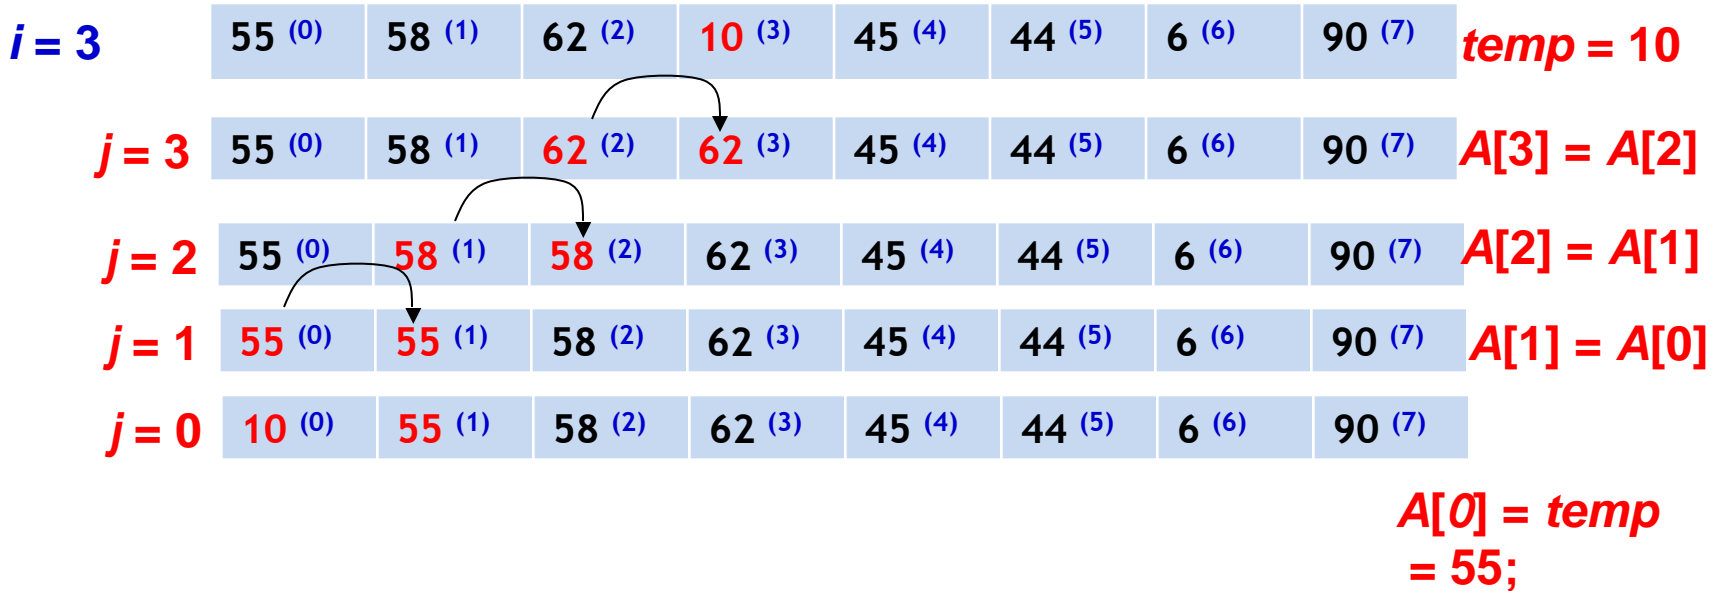 i = 3 55 (0) 58 (1) 62 (2) 10 (3) 45 (4) 44 (5) 6 (6) 90 (7) temp = 10
j = 3 55 (0) 58 (1) 62 (2) 62 (3) 45 (4) 44 (5) 6 (6) 90 (7) A[3] = A[2]
j = 2 55 (0) 58 (1) 58 (2) 62 (3) 45 (4) 44 (5) 6 (6) 90 (7) A[2] = A[1]
j = 1 55 (0) 55 (1) 58 (2) 62 (3) 45 (4) 44 (5) 6 (6) 90 (7) A[1] = A[0]
j = 0 10 (0) 55 (1) 58 (2) 62 (3) 45 (4) 44 (5) 6 (6) 90 (7)
A[0] = temp
= 55;